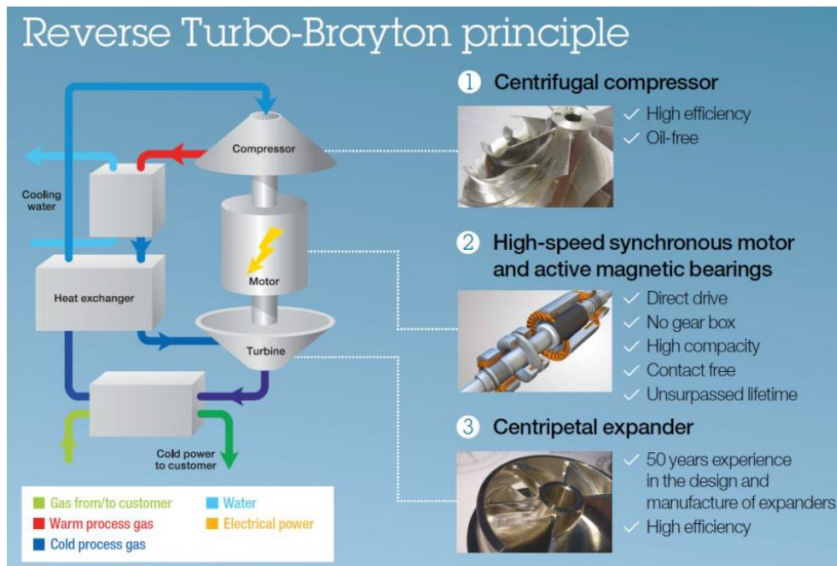 Reverse Turbo-Brayton principle
Compressor
Cooling
water
Motor
Heat exchanger
Turbine
Cold power
to customer
Gas from/to customer
Warm process gas
Cold process gas
Water
Electrical power
1 Centrifugal compressor
✓ High efficiency
✓ Oil-free
2 High-speed synchronous motor
and active magnetic bearings
✓ Direct drive
✓ No gear box
✓ High compacity
✓ Contact free
✓ Unsurpassed lifetime
3 Centripetal expander
✓ 50 years experience
in the design and
manufacture of expanders
✓ High efficiency